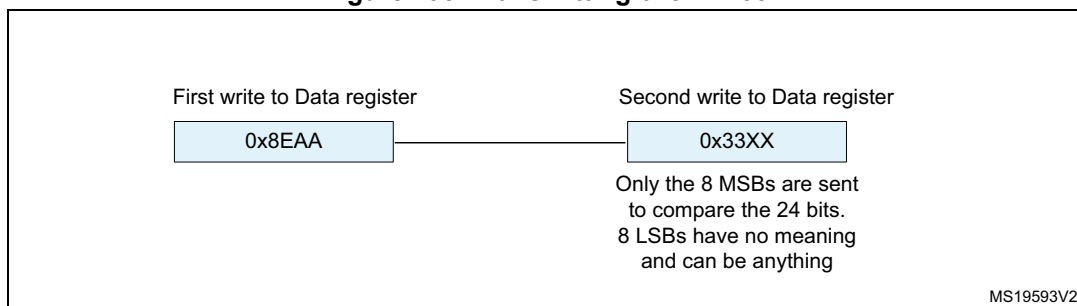 First write to Data register
Second write to Data register
0x8EAA
0x33XX
Only the 8 MSBs are sent
to compare the 24 bits.
8 LSBs have no meaning
and can be anything
MS19593V2